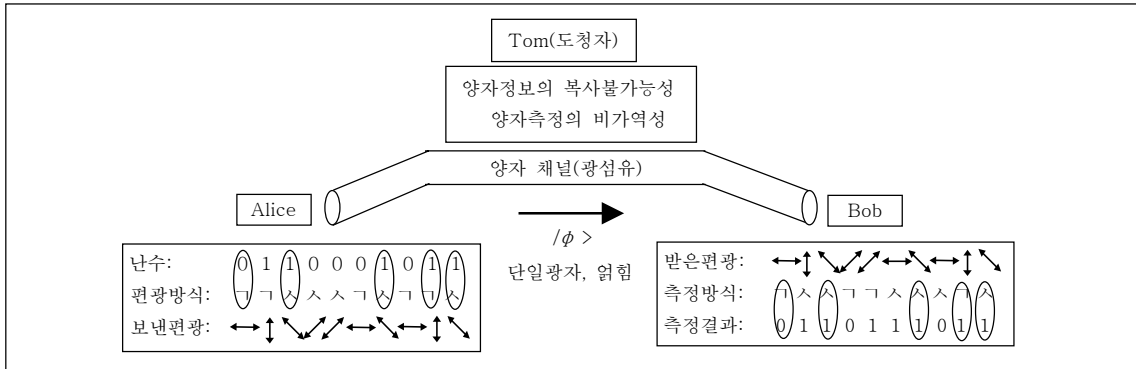 Tom(도청자)
양자정보의 복사불가능성
양자측정의 비가역성
양자 채널(광섬유)
Alice
Bob
/ϕ >
단일광자, 얽힘
난수: 0 1 1 0 0 0 1 0 1 1
편광방식: ㄱ ㄱ ㅅ ㅅ ㅅ ㄱ ㅅ ㄱ ㄱ ㅅ
보낸편광:
받은편광:
측정방식: ㄱ ㅅ ㅅ ㄱ ㄱ ㅅ ㅅ ㅅ ㄱ ㅅ
측정결과: 0 1 1 0 1 1 1 0 1 1